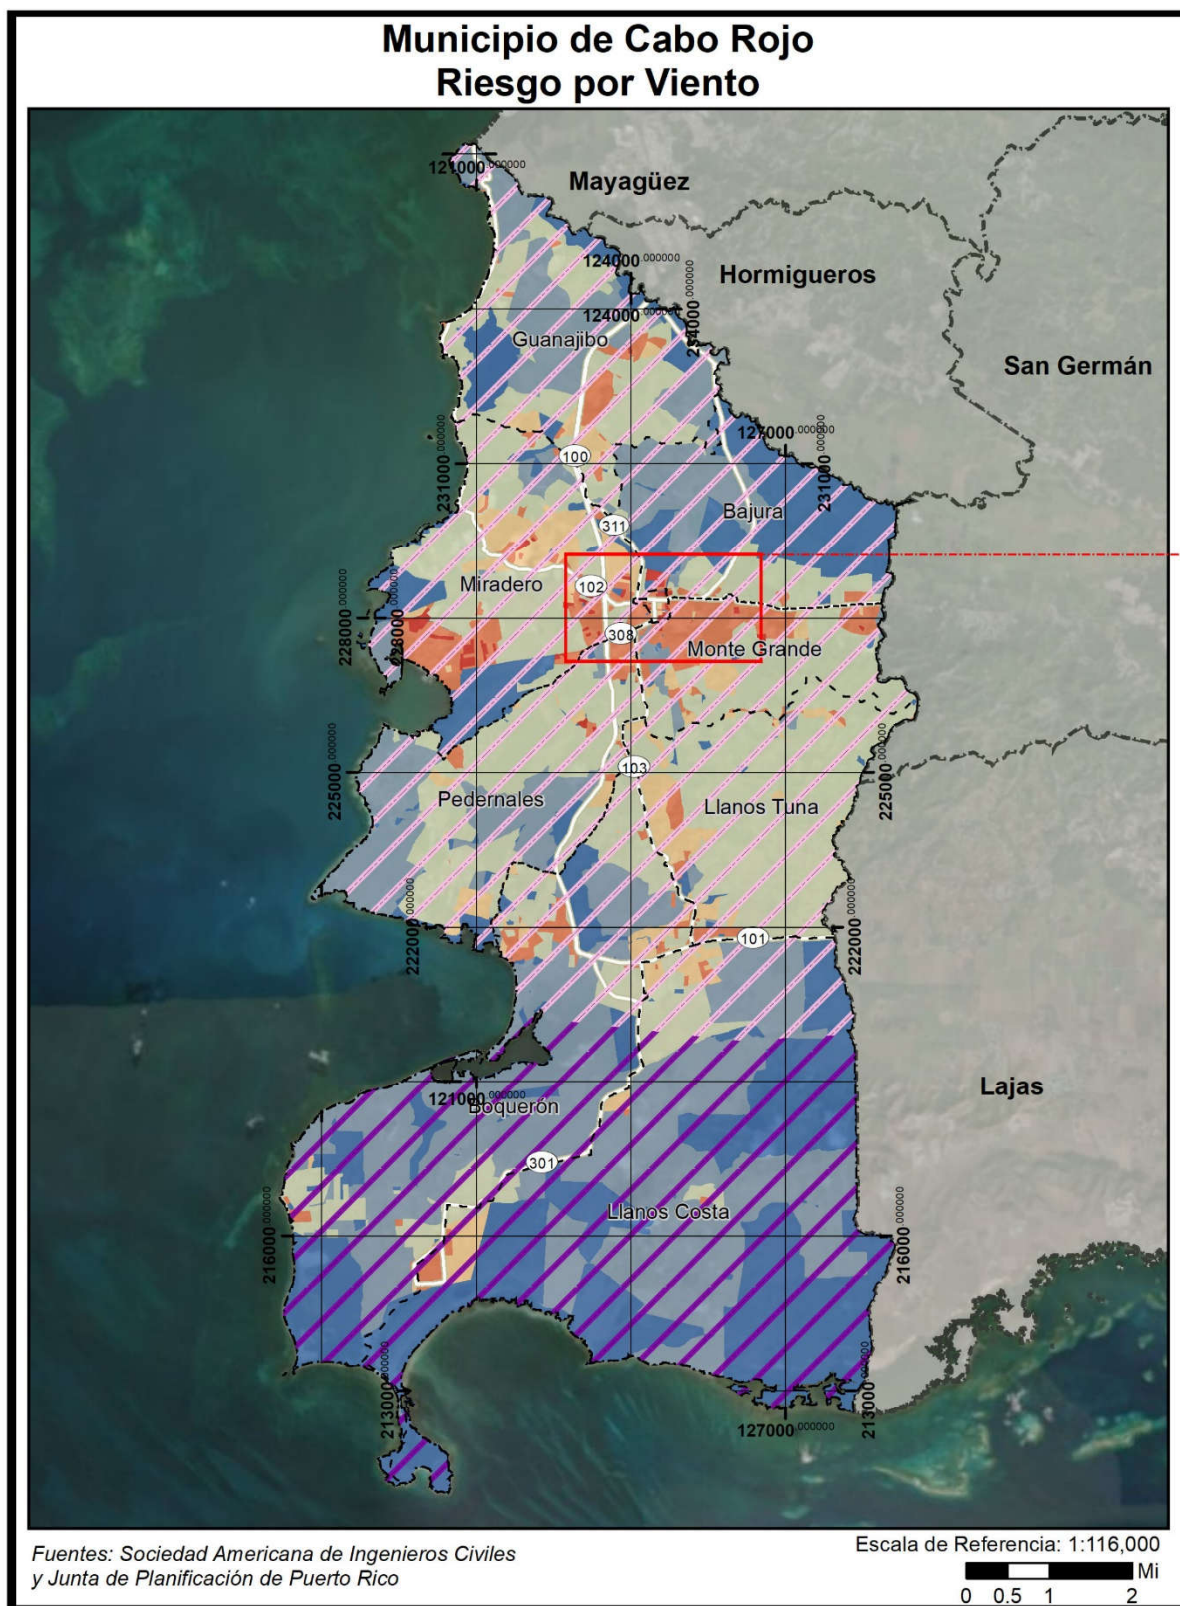 Municipio de Cabo Rojo
Riesgo por Viento
121000.000000
Mayagüez
124000.000000
Hormigueros
124000.000000
234000.000000
Guanajibo
San Germán
127000.000000
231000.000000
100
231000.000000
Bajura
311
Miradero
102
228000.000000
228000.000000
308
Monte Grande
225000.000000
103
225000.000000
Pedernales
Llanos Tuna
222000.000000
101
222000.000000
121000.000000
Boquerón
Lajas
301
Llanos Costa
216000.000000
216000.000000
213000.000000
127000.000000
213000.000000
Fuentes: Sociedad Americana de Ingenieros Civiles
y Junta de Planificación de Puerto Rico
Escala de Referencia: 1:116,000
Mi
0 0.5 1 2